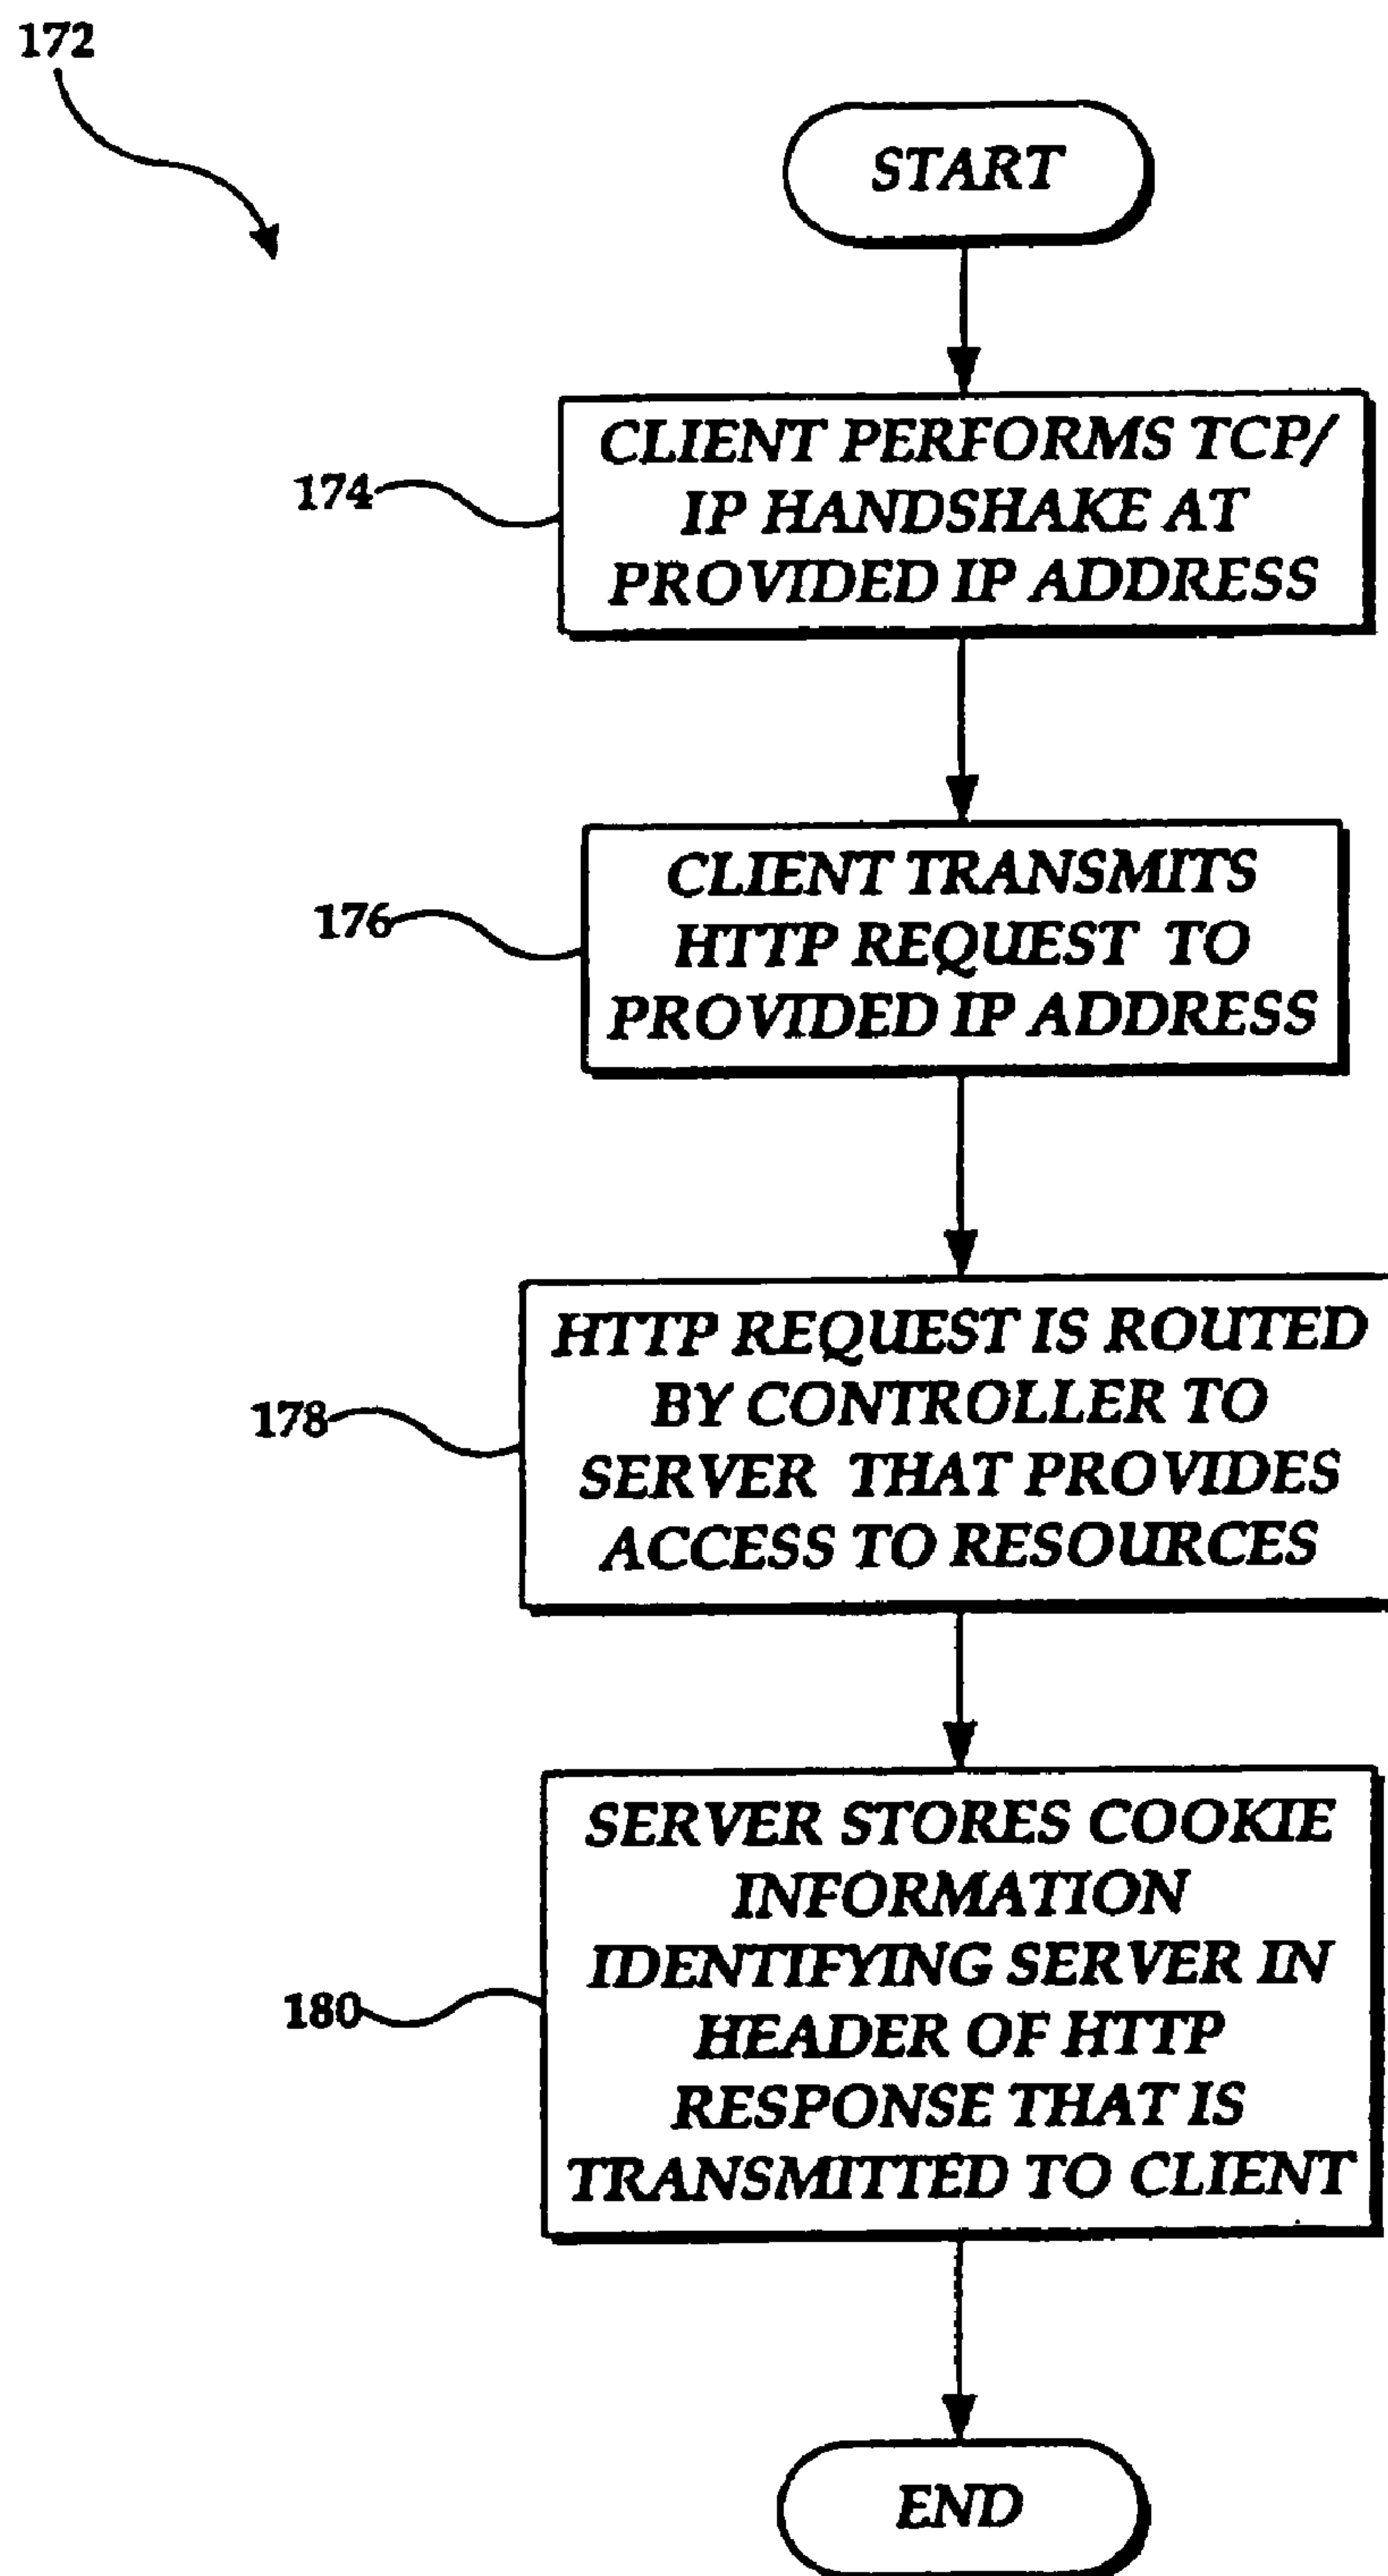 172
START
174
CLIENT PERFORMS TCP/
IP HANDSHAKE AT
PROVIDED IP ADDRESS
176
CLIENT TRANSMITS
HTTP REQUEST TO
PROVIDED IP ADDRESS
178
HTTP REQUEST IS ROUTED
BY CONTROLLER TO
SERVER THAT PROVIDES
ACCESS TO RESOURCES
180
SERVER STORES COOKIE
INFORMATION
IDENTIFYING SERVER IN
HEADER OF HTTP
RESPONSE THAT IS
TRANSMITTED TO CLIENT
END